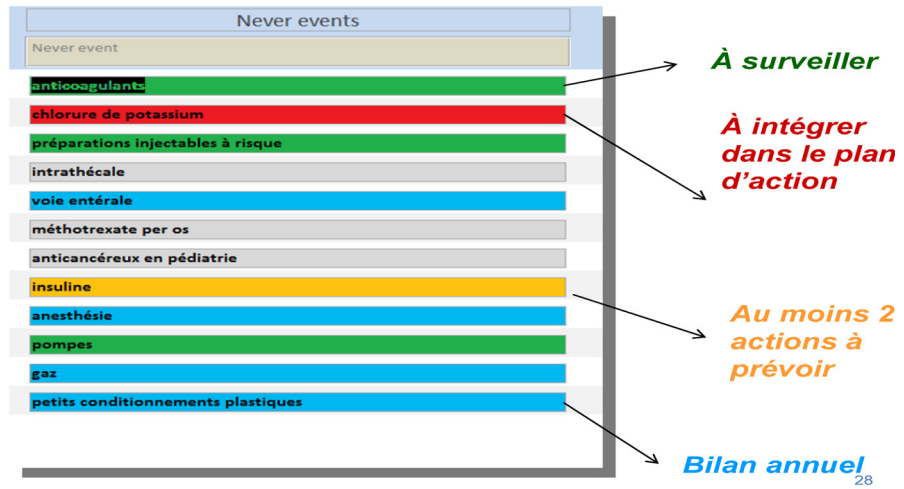 Never events
Never event
anticoagulants
chlorure de potassium
préparations injectables à risque
intrathécale
voie entérale
méthotrexate per os
anticancéreux en pédiatrie
insuline
anesthésie
pompes
gaz
petits conditionnements plastiques
À surveiller
À intégrer
dans le plan
d'action
Au moins 2
actions à
prévoir
Bilan annuel
28